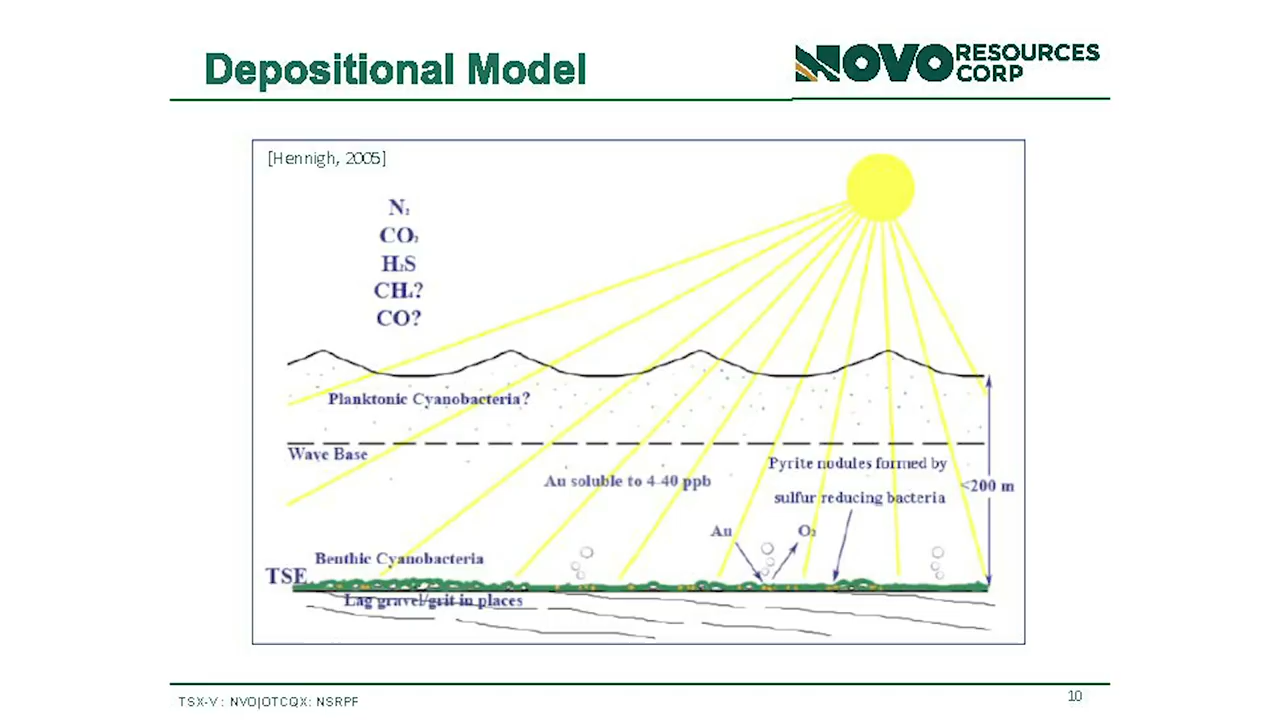 Depositional Model
NOVO RESOURCES CORP
[Hennigh, 2005]
N₂
CO₂
H₂S
CH₄?
CO?
Planktonic Cyanobacteria?
Wave Base
Pyrite nodules formed by
sulfur reducing bacteria
Au soluble to 4-40 ppb
<200 m
Au
O₂
Benthic Cyanobacteria
TSE
Lag gravel/grit in places
TSX-V : NVO|OTCQX: NSRPF
10